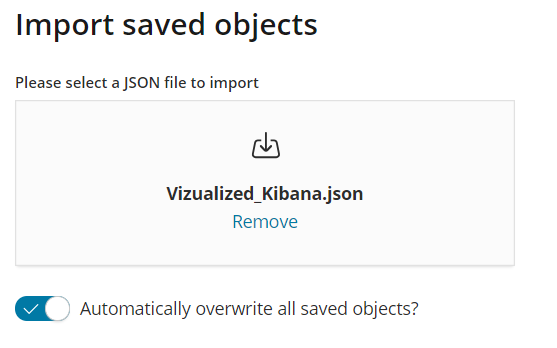 Import saved objects
Please select a JSON file to import
Vizualized_Kibana.json
Remove
Automatically overwrite all saved objects?